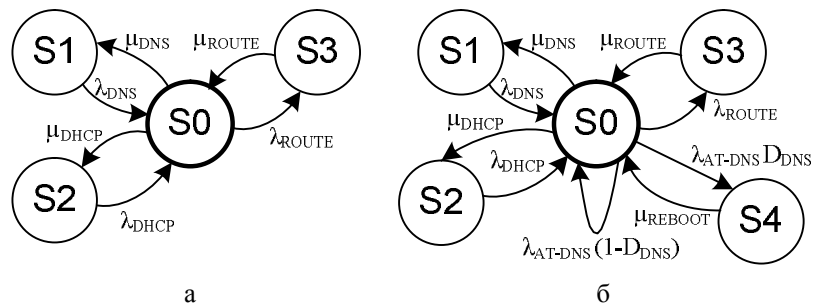 S1
μDNS
μROUTE
S3
λDNS
S0
μDHCP
λROUTE
S2
λDHCP
а
S1
μDNS
μROUTE
S3
λDNS
λROUTE
S0
μDHCP
λDHCP
λAT-DNS DDNS
S2
μREBOOT
S4
λAT-DNS (1-DDNS)
б